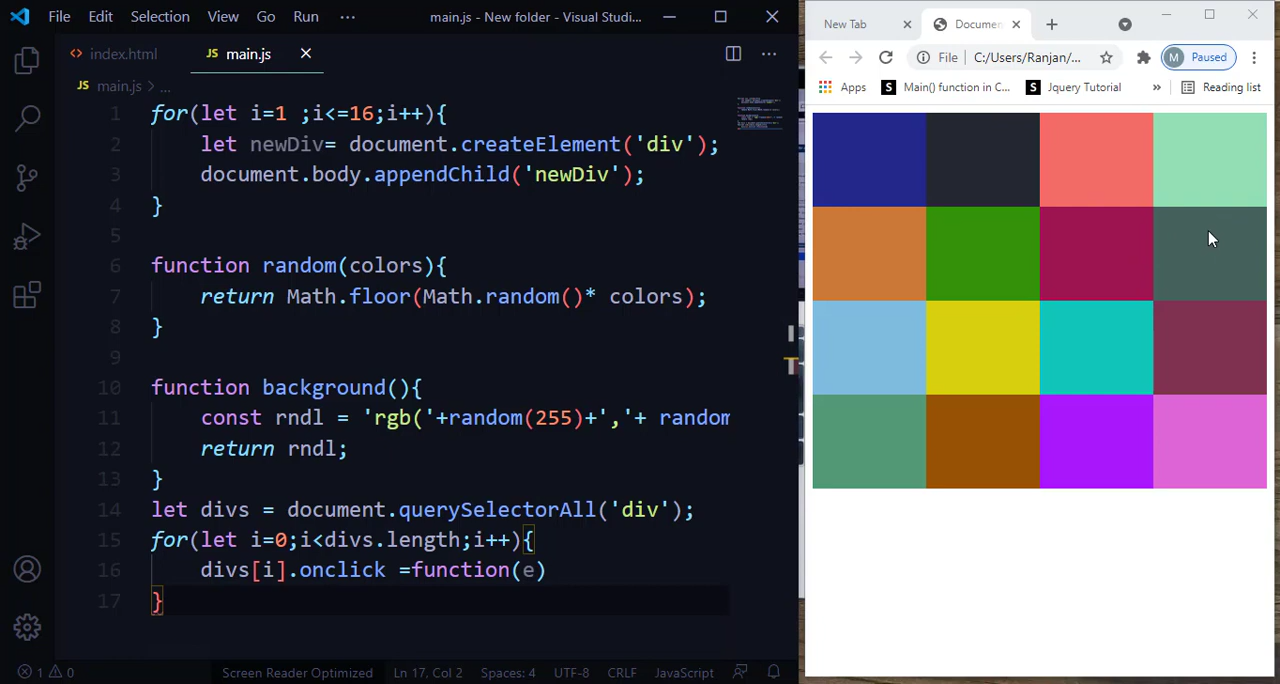 File Edit Selection View Go Run ··· main.js - New folder - Visual Studi...
index.html JS main.js
JS main.js > ...
1 for(let i=1 ;i<=16;i++){
2 let newDiv= document.createElement('div');
3 document.body.appendChild('newDiv');
4 }
5
6 function random(colors){
7 return Math.floor(Math.random()* colors);
8 }
9
10 function background(){
11 const rndl = 'rgb('+random(255)+','+ random
12 return rndl;
13 }
14 let divs = document.querySelectorAll('div');
15 for(let i=0;i<divs.length;i++){
16 divs[i].onclick =function(e)
17 }
1 0 Screen Reader Optimized Ln 17, Col 2 Spaces: 4 UTF-8 CRLF JavaScript
New Tab Documen
File C:/Users/Ranjan/... M Paused
Apps S Main() function in C... S Jquery Tutorial » Reading list